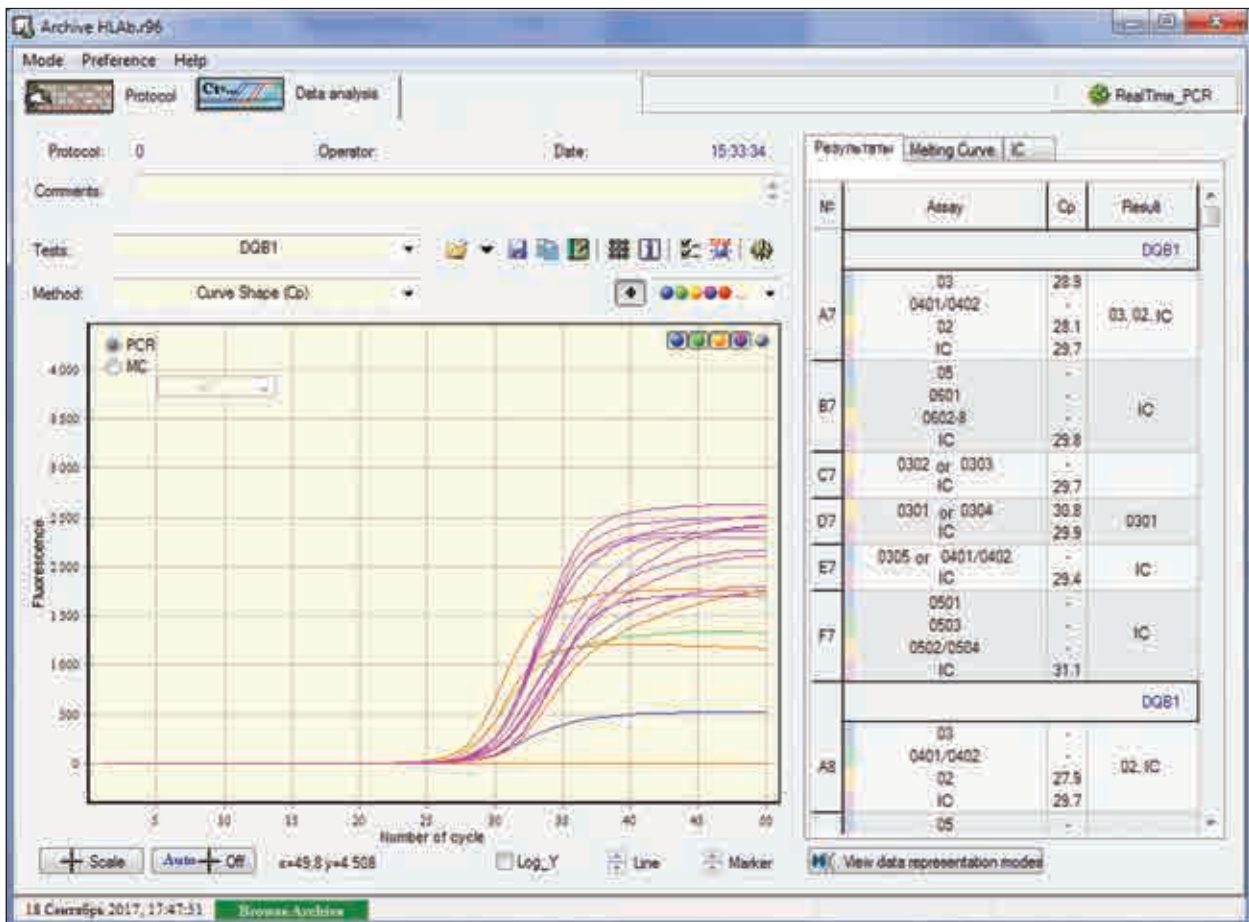 Archive HLAb.r96
Mode Preference Help
Protocol
Data analysis
RealTime_PCR
Protocol: 0 Operator: Date: 15:33:34
Comments:
Tests: DQB1
Method: Curve Shape (Cp)
PCR
MC
4 000
3 500
3 000
2 500
2 000
1 500
1 000
500
0
Fluorescence
5 10 15 20 25 30 35 40 45
Number of cycle
Scale Auto Off x=49,8 y=4 508 Log_Y Line Marker
Результаты Melting Curve IC
№ Assay Cp Result
DQB1
A7
03 28.9
0401/0402 -
02 28.1
IC 29.7
03, 02, IC
B7
05 -
0601 -
0602-8 -
IC 29.8
IC
C7
0302 or 0303 -
IC 29.7
D7
0301 or 0304 30.8
IC 29.9
0301
E7
0305 or 0401/0402 -
IC 29.4
IC
F7
0501 -
0503 -
0502/0504 -
IC 31.1
IC
DQB1
A8
03 -
0401/0402 -
02 27.9
IC 29.7
02, IC
05 -
View data representation modes
18 Сентябрь 2017, 17:47:51 Browse Archive